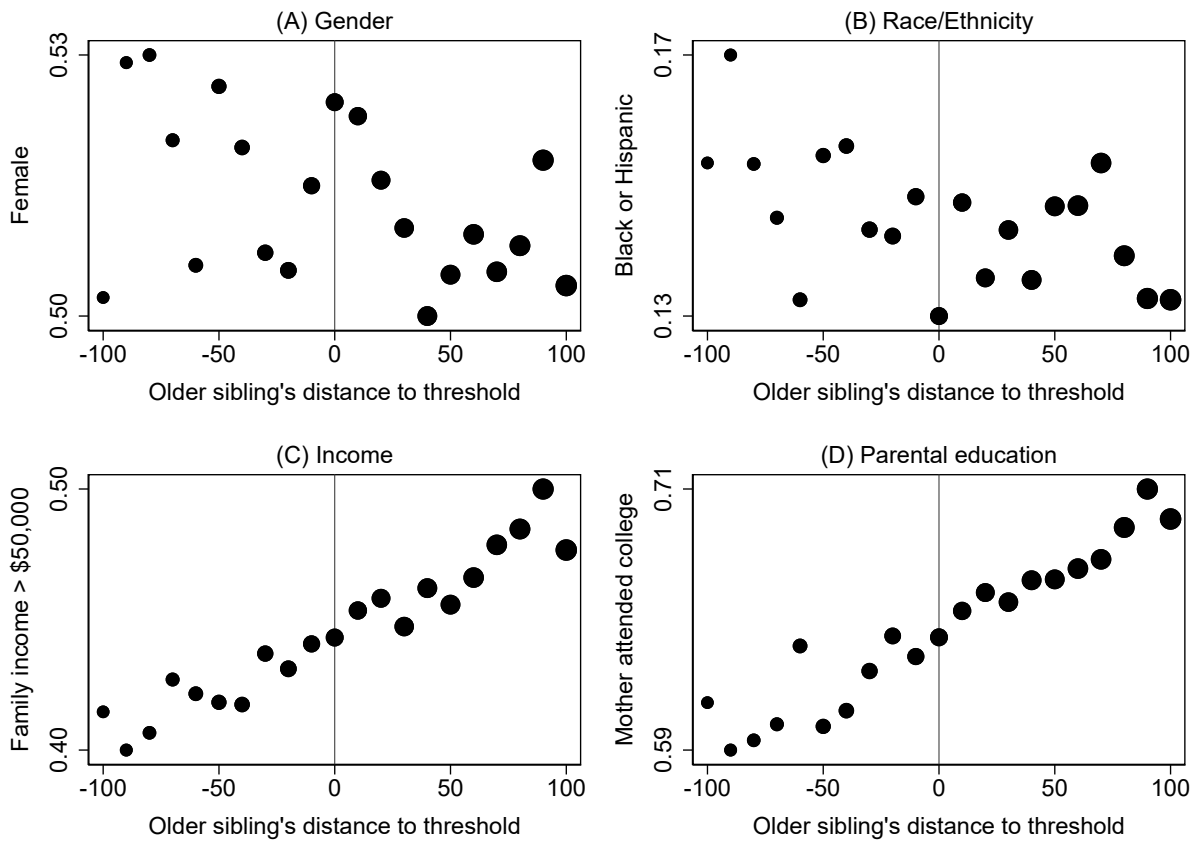 (A) Gender
0.53
0.50
Female
-100 -50 0 50 100
Older sibling's distance to threshold
(B) Race/Ethnicity
0.17
0.13
Black or Hispanic
-100 -50 0 50 100
Older sibling's distance to threshold
(C) Income
0.50
0.40
Family income > $50,000
-100 -50 0 50 100
Older sibling's distance to threshold
(D) Parental education
0.71
0.59
Mother attended college
-100 -50 0 50 100
Older sibling's distance to threshold